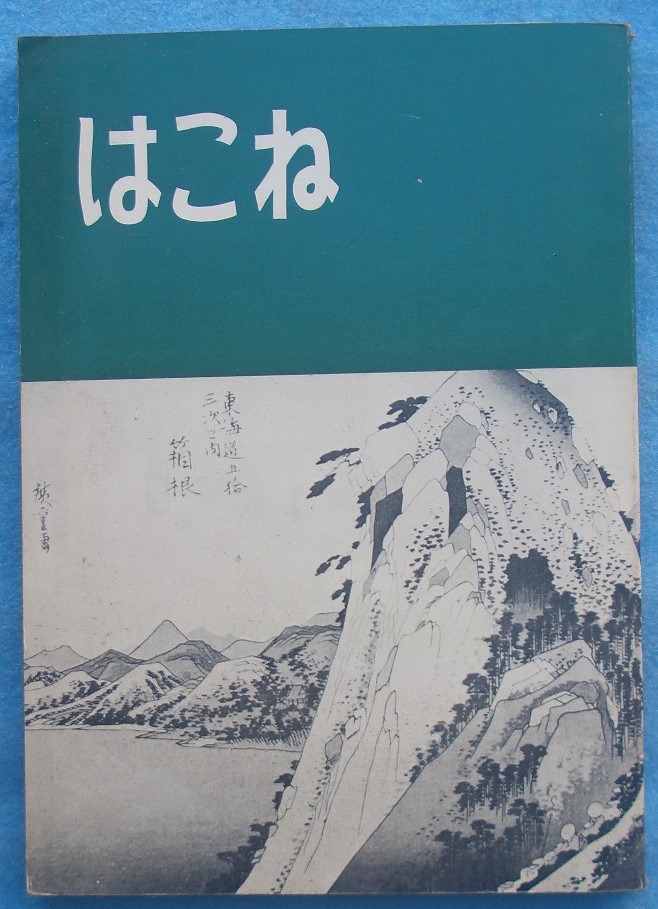 はこね
東海道五拾
三次之内
箱根
廣重画